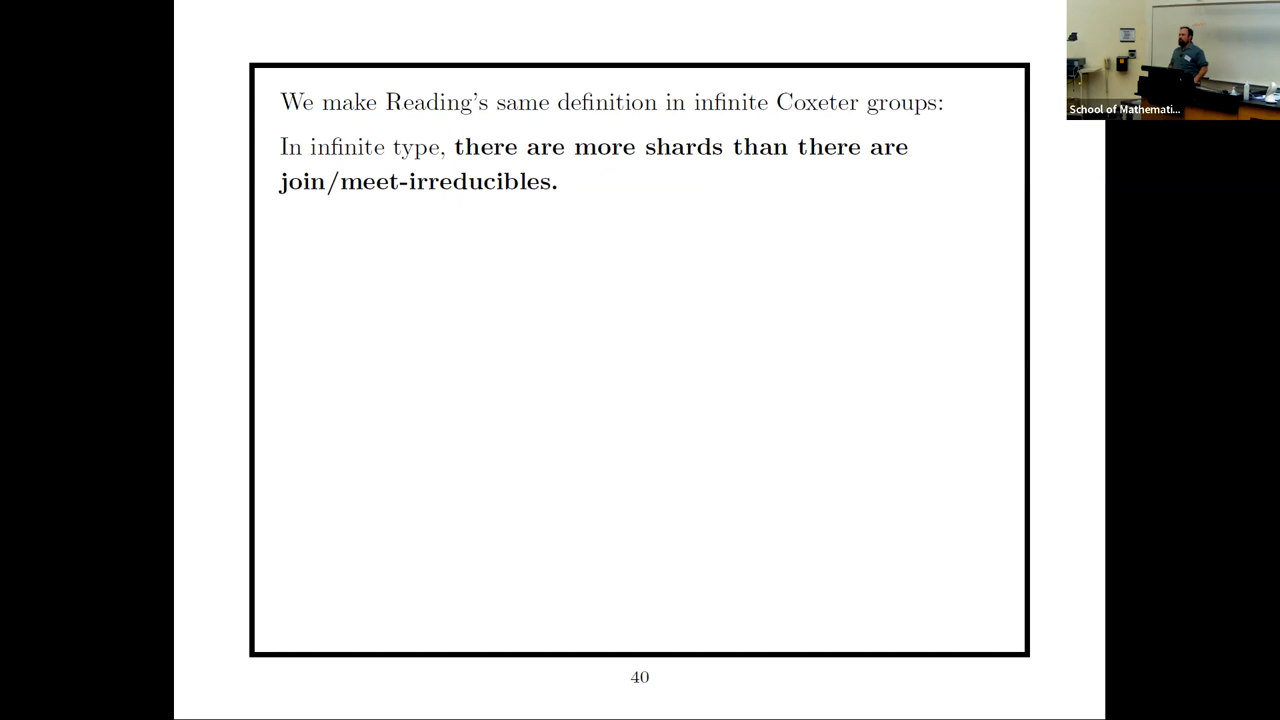 We make Reading's same definition in infinite Coxeter groups:
In infinite type, there are more shards than there are
join/meet-irreducibles.
40
School of Mathemati...